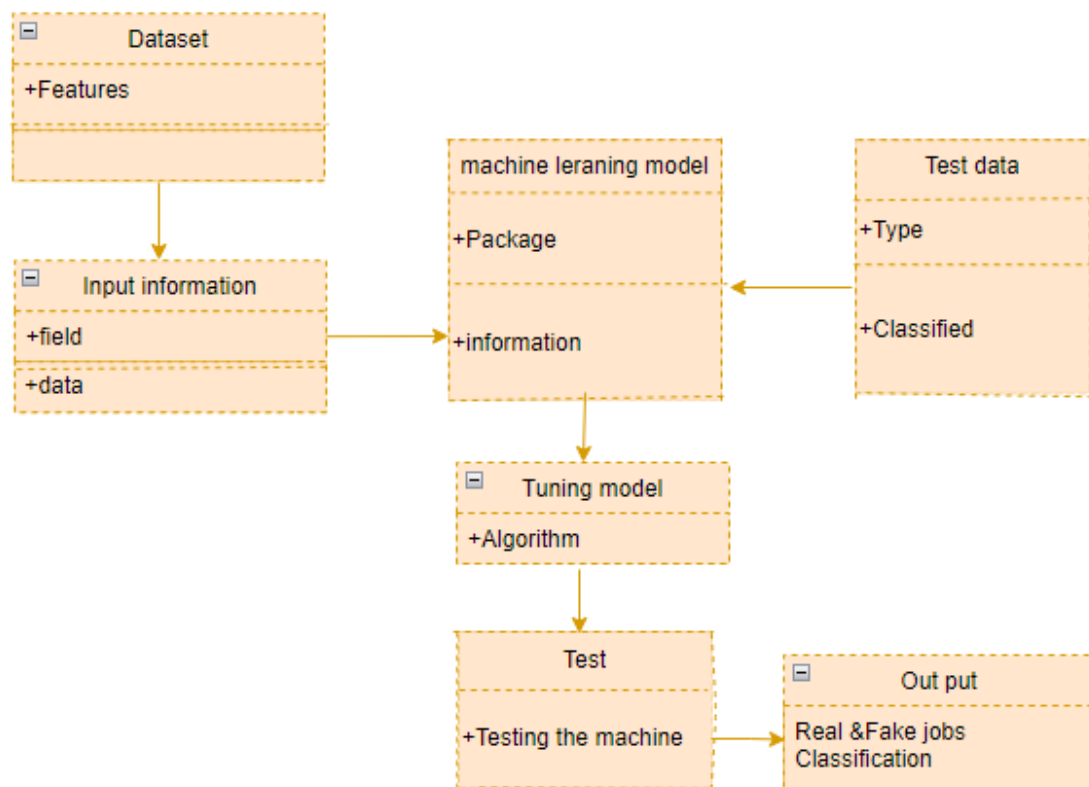 Dataset
+Features
machine leraning model
+Package
+information
Test data
+Type
+Classified
Input information
+field
+data
Tuning model
+Algorithm
Test
+Testing the machine
Out put
Real &Fake jobs
Classification